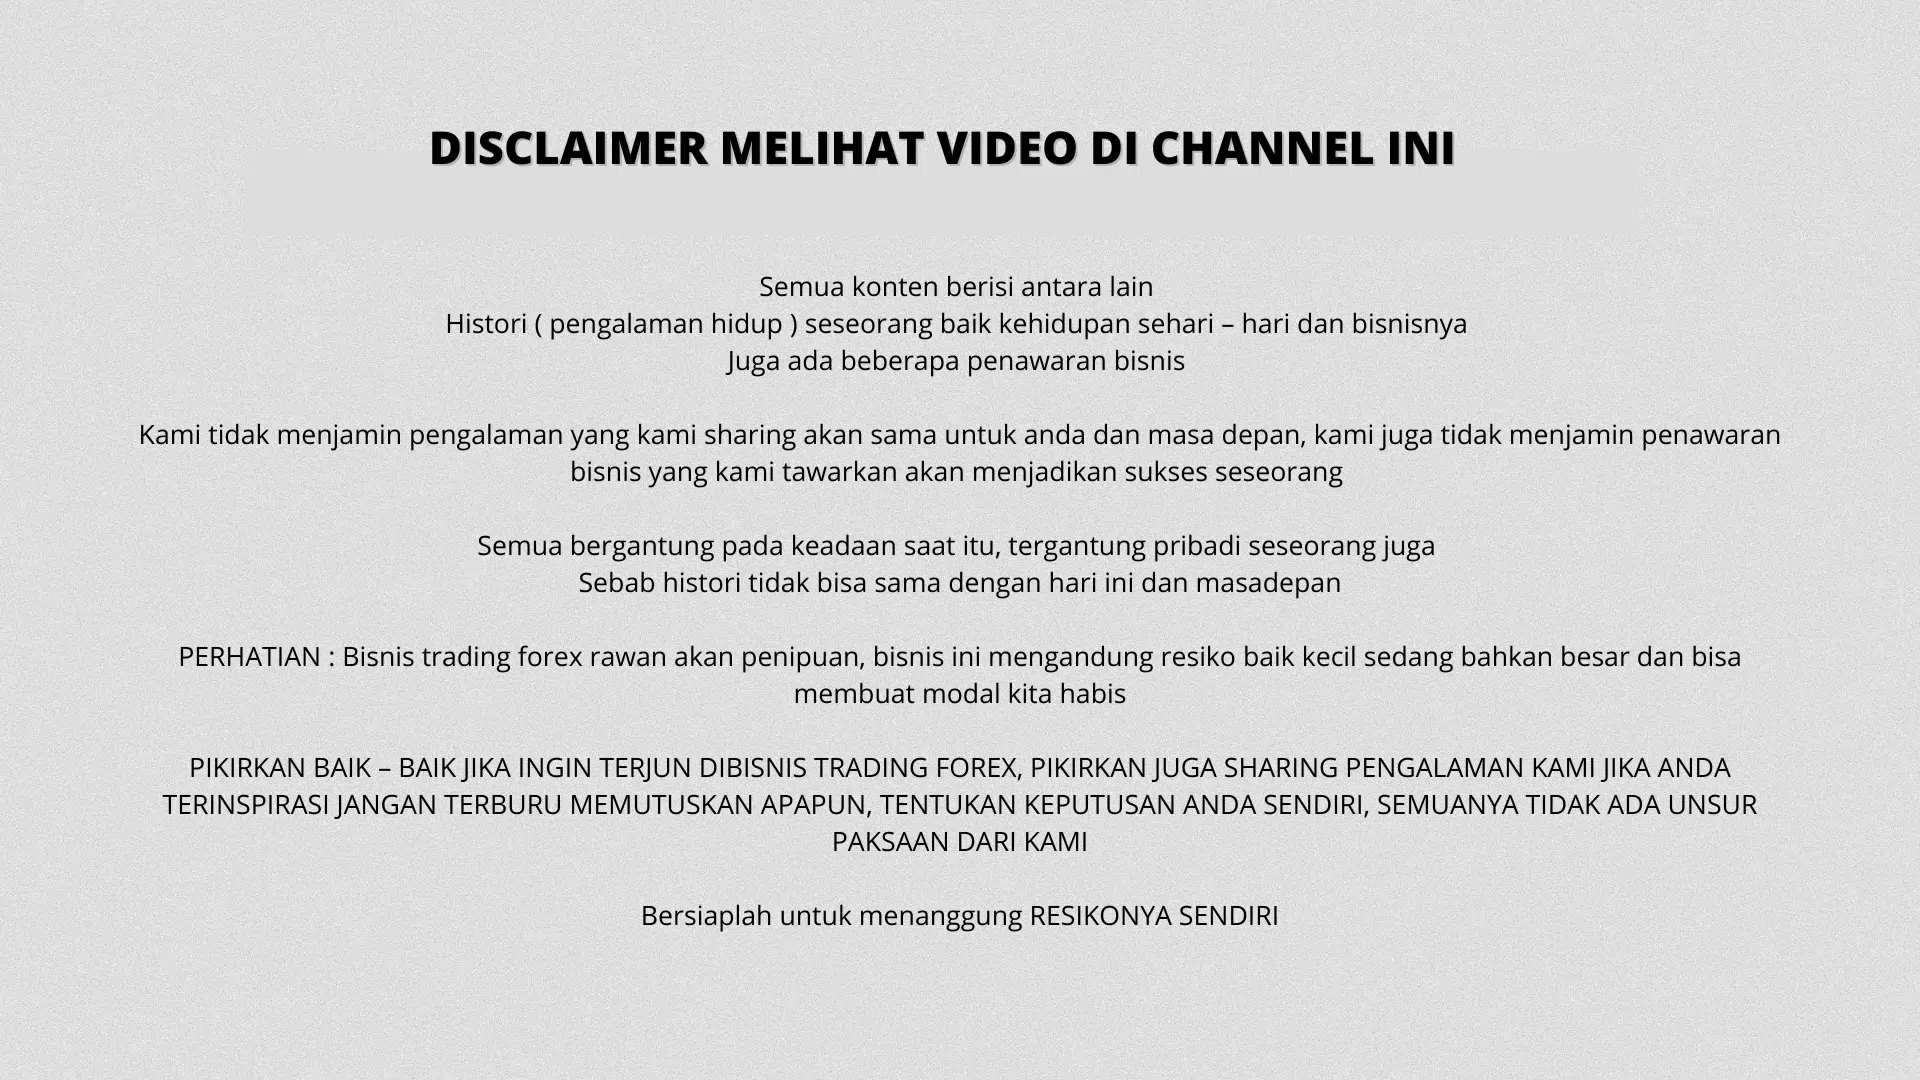 DISCLAIMER MELIHAT VIDEO DI CHANNEL INI
Semua konten berisi antara lain
Histori ( pengalaman hidup ) seseorang baik kehidupan sehari – hari dan bisnisnya
Juga ada beberapa penawaran bisnis
Kami tidak menjamin pengalaman yang kami sharing akan sama untuk anda dan masa depan, kami juga tidak menjamin penawaran
bisnis yang kami tawarkan akan menjadikan sukses seseorang
Semua bergantung pada keadaan saat itu, tergantung pribadi seseorang juga
Sebab histori tidak bisa sama dengan hari ini dan masadepan
PERHATIAN : Bisnis trading forex rawan akan penipuan, bisnis ini mengandung resiko baik kecil sedang bahkan besar dan bisa
membuat modal kita habis
PIKIRKAN BAIK – BAIK JIKA INGIN TERJUN DIBISNIS TRADING FOREX, PIKIRKAN JUGA SHARING PENGALAMAN KAMI JIKA ANDA
TERINSPIRASI JANGAN TERBURU MEMUTUSKAN APAPUN, TENTUKAN KEPUTUSAN ANDA SENDIRI, SEMUANYA TIDAK ADA UNSUR
PAKSAAN DARI KAMI
Bersiaplah untuk menanggung RESIKONYA SENDIRI